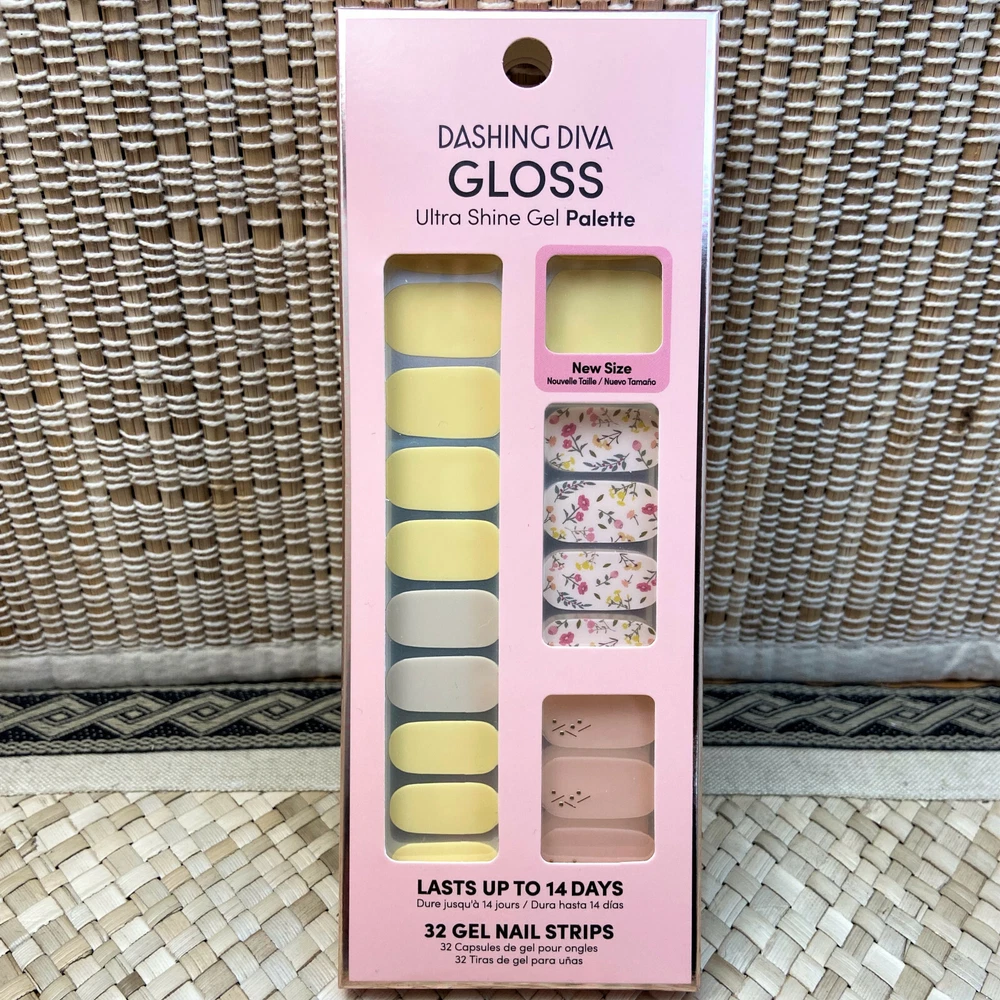 DASHING DIVA
GLOSS
Ultra Shine Gel Palette
New Size
Nouvelle Taille / Nuevo Tamaño
LASTS UP TO 14 DAYS
Dure jusqu'à 14 jours / Dura hasta 14 días
32 GEL NAIL STRIPS
32 Capsules de gel pour ongles
32 Tiras de gel para uñas